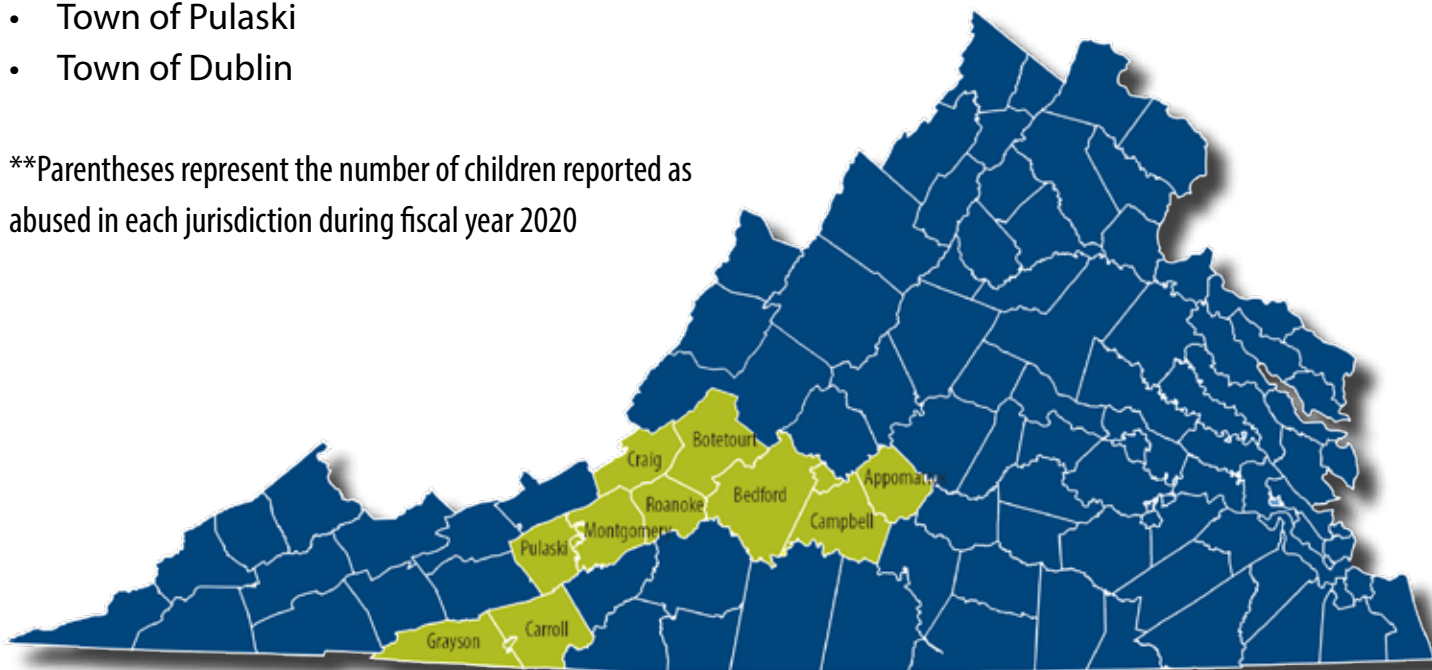 • Town of Pulaski
• Town of Dublin
**Parentheses represent the number of children reported as
abused in each jurisdiction during fiscal year 2020
Botetourt
Craig
Appomattox
Roanoke
Bedford
Campbell
Montgomery
Pulaski
Carroll
Grayson